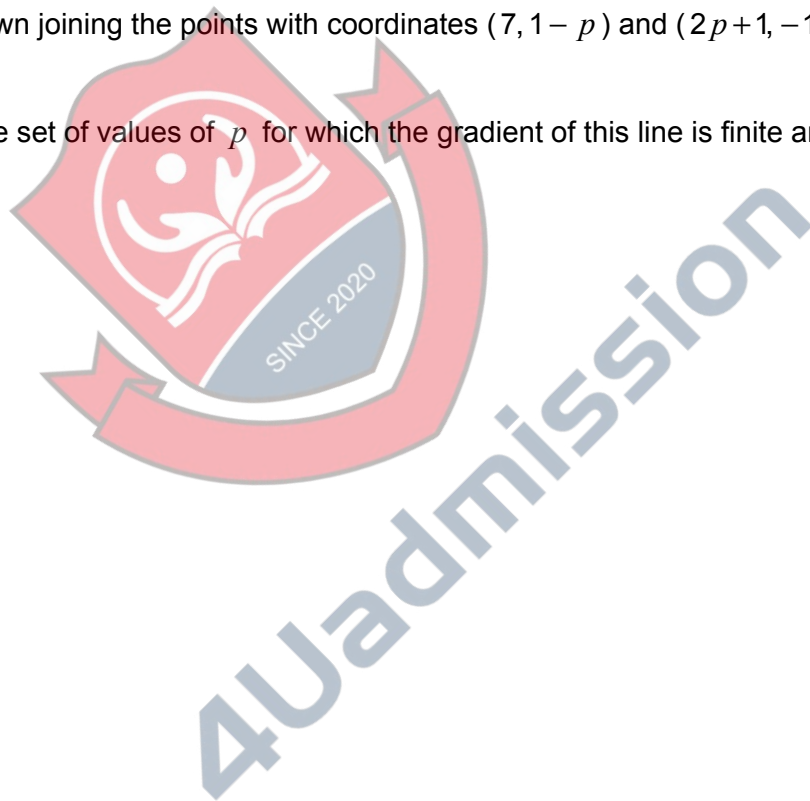 wn joining the points with coordinates (7, 1 − p) and (2p + 1, −1
e set of values of p for which the gradient of this line is finite a
SINCE 2020
4Uadmission